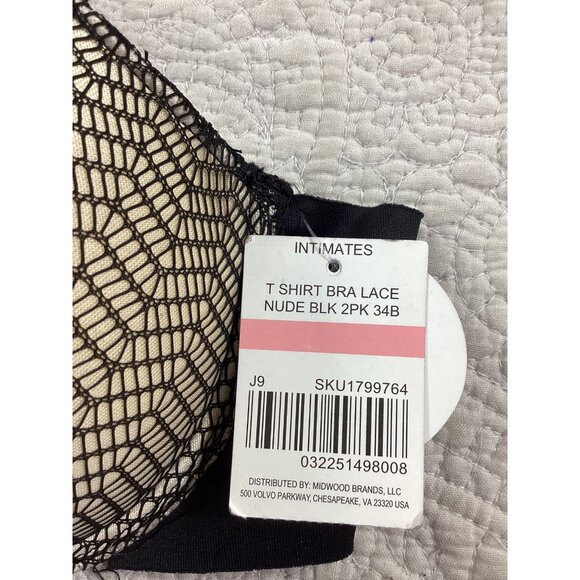 INTIMATES
T SHIRT BRA LACE
NUDE BLK 2PK 34B
J9 SKU1799764
032251498008
DISTRIBUTED BY: MIDWOOD BRANDS, LLC
500 VOLVO PARKWAY, CHESAPEAKE, VA 23320 USA